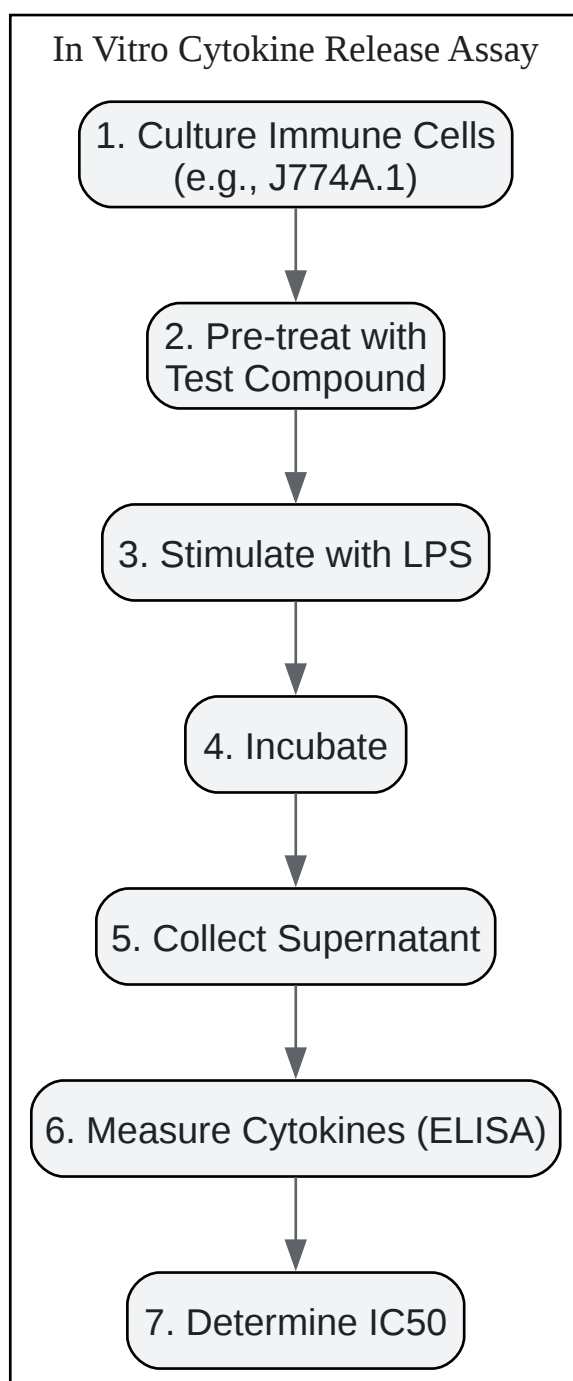 In Vitro Cytokine Release Assay
1. Culture Immune Cells
(e.g., J774A.1)
2. Pre-treat with
Test Compound
3. Stimulate with LPS
4. Incubate
5. Collect Supernatant
6. Measure Cytokines (ELISA)
7. Determine IC50